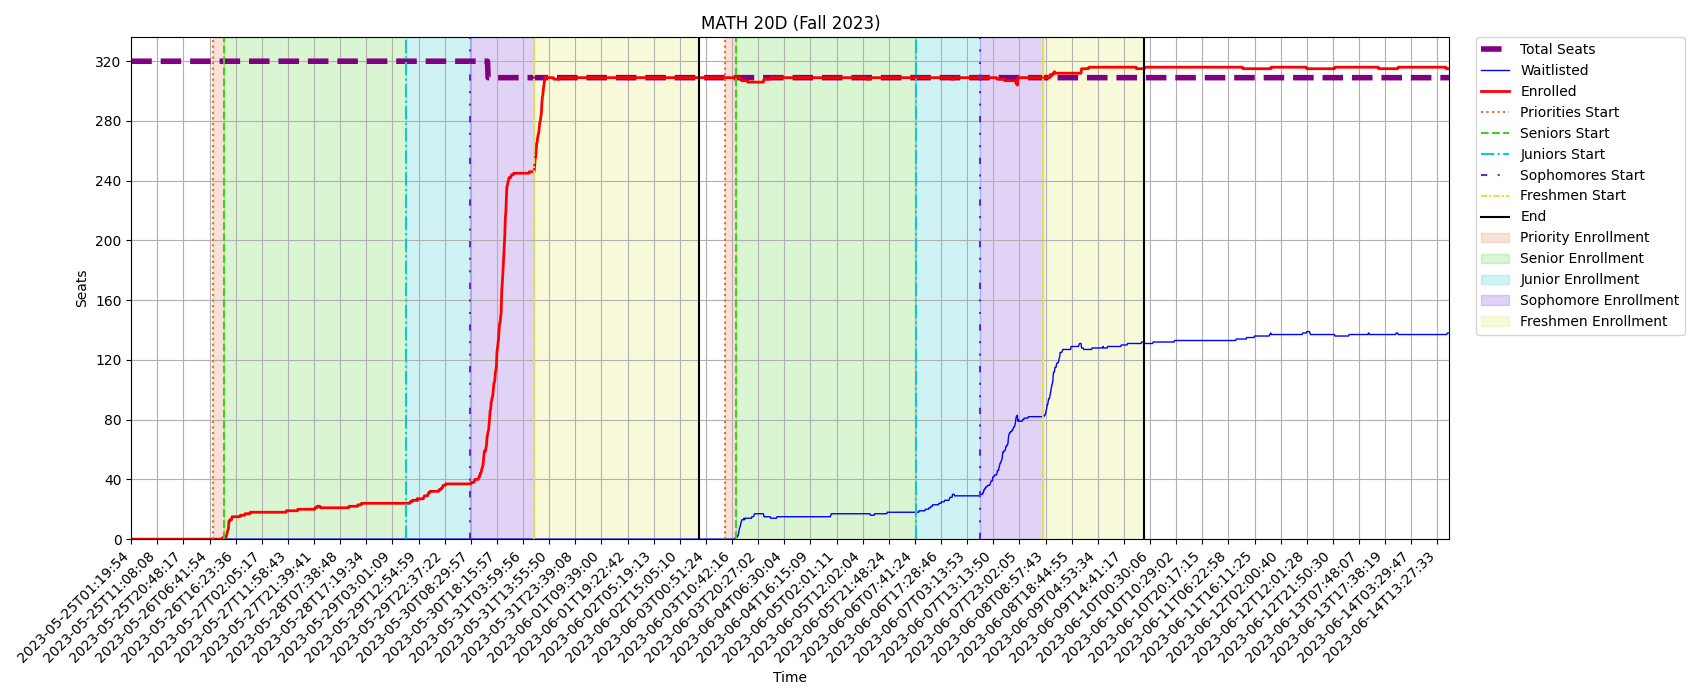 MATH 20D (Fall 2023)
Seats
320
280
240
200
160
120
80
40
0
2023-05-25T01:19:54
2023-05-25T11:08:08
2023-05-25T20:48:17
2023-05-26T06:41:54
2023-05-26T16:23:36
2023-05-27T02:05:17
2023-05-27T11:58:43
2023-05-27T21:39:41
2023-05-28T07:38:48
2023-05-28T17:19:34
2023-05-29T03:01:09
2023-05-29T12:54:59
2023-05-29T22:37:22
2023-05-30T08:29:57
2023-05-30T18:15:57
2023-05-31T03:59:56
2023-05-31T13:55:50
2023-05-31T23:39:08
2023-06-01T09:39:00
2023-06-01T19:22:42
2023-06-02T05:19:13
2023-06-02T15:05:10
2023-06-03T00:51:24
2023-06-03T10:42:16
2023-06-03T20:27:02
2023-06-04T06:30:04
2023-06-04T16:15:09
2023-06-05T02:01:11
2023-06-05T12:02:04
2023-06-05T21:48:24
2023-06-06T07:41:24
2023-06-06T17:28:46
2023-06-07T03:13:53
2023-06-07T13:13:50
2023-06-07T23:02:05
2023-06-08T08:57:43
2023-06-08T18:44:55
2023-06-09T04:53:34
2023-06-09T14:41:17
2023-06-10T00:30:06
2023-06-10T10:29:02
2023-06-10T20:17:15
2023-06-11T06:22:58
2023-06-11T16:11:25
2023-06-12T02:00:40
2023-06-12T12:01:28
2023-06-12T21:50:30
2023-06-13T07:48:07
2023-06-13T17:38:19
2023-06-14T03:29:47
2023-06-14T13:27:33
Time
Total Seats
Waitlisted
Enrolled
Priorities Start
Seniors Start
Juniors Start
Sophomores Start
Freshmen Start
End
Priority Enrollment
Senior Enrollment
Junior Enrollment
Sophomore Enrollment
Freshmen Enrollment